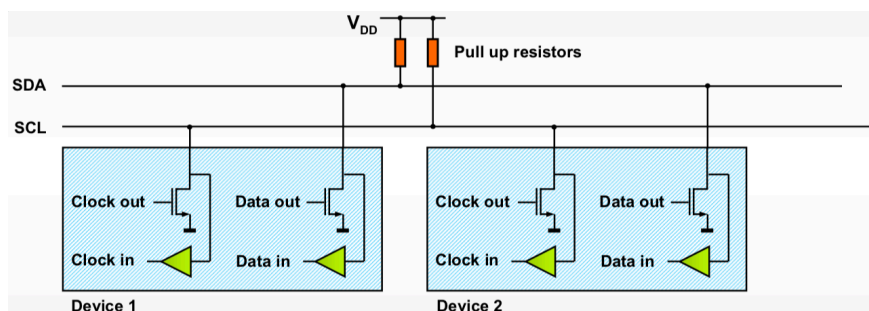 V_DD
Pull up resistors
SDA
SCL
Clock out
Data out
Clock out
Data out
Clock in
Data in
Clock in
Data in
Device 1
Device 2